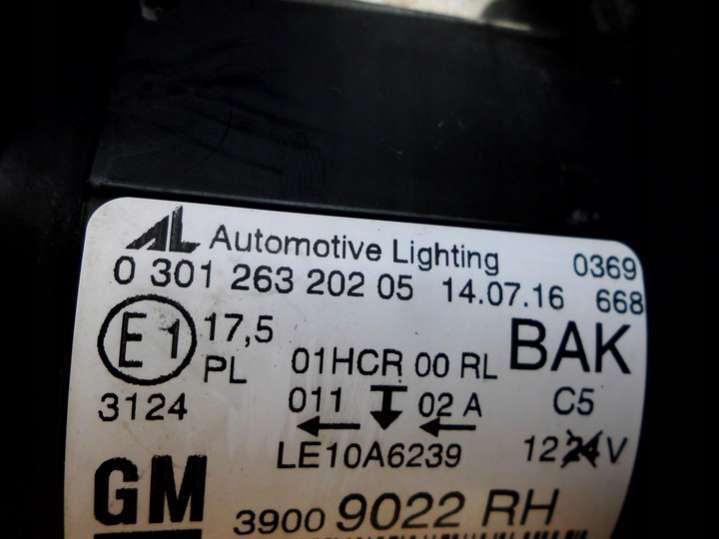 AL Automotive Lighting 0369
0 301 263 202 05 14.07.16 668
E1 17,5 BAK
PL 01HCR 00 RL
3124 011 02 A C5
LE10A6239 12 24 V
GM 3900 9022 RH